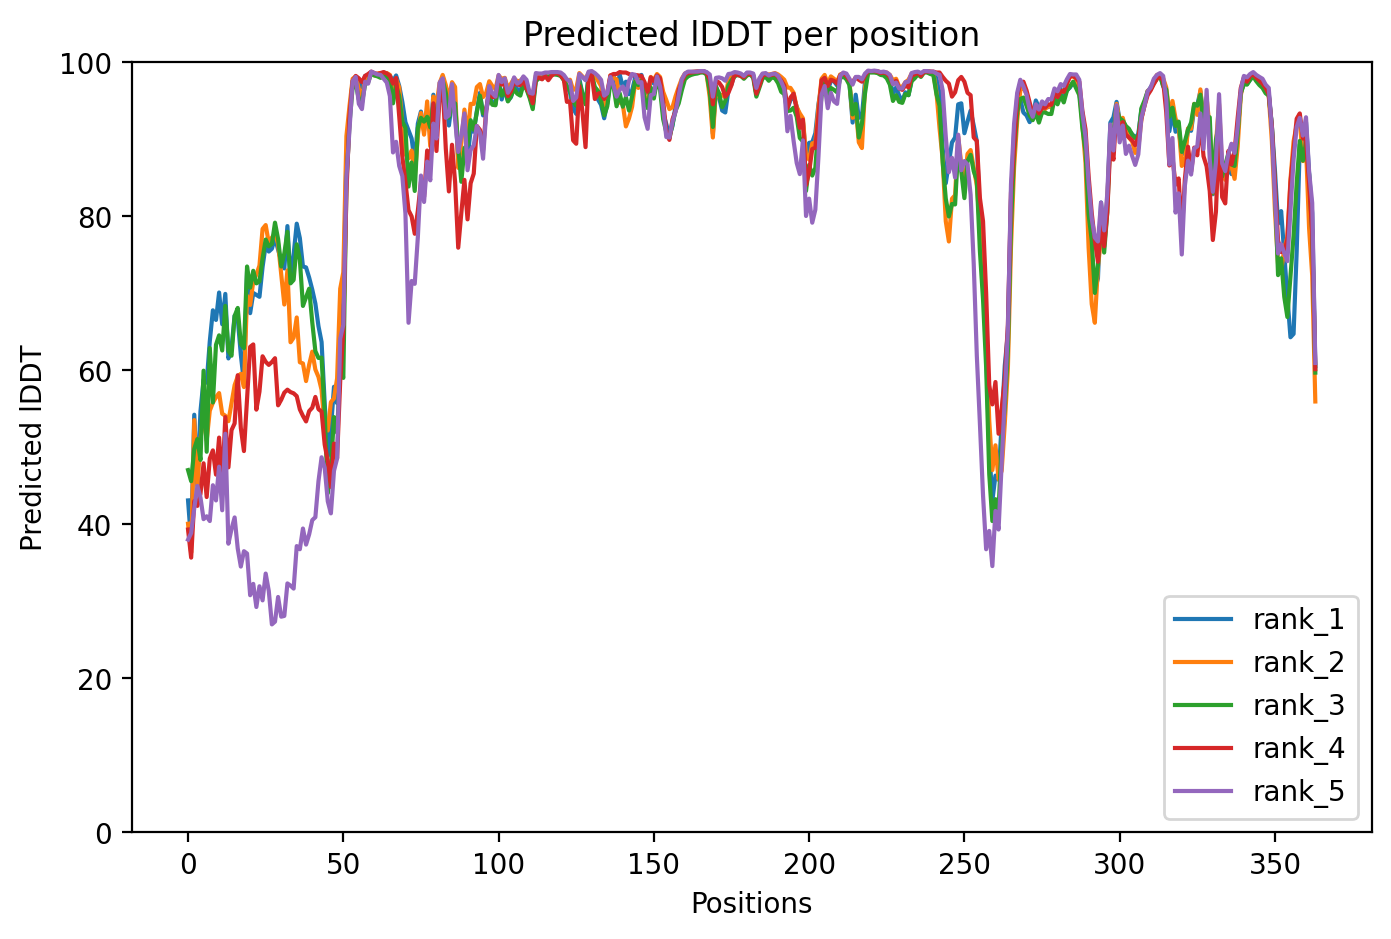 Predicted lDDT per position
100
80
60
40
20
0
Predicted lDDT
0 50 100 150 200 250 300 350
Positions
rank_1
rank_2
rank_3
rank_4
rank_5